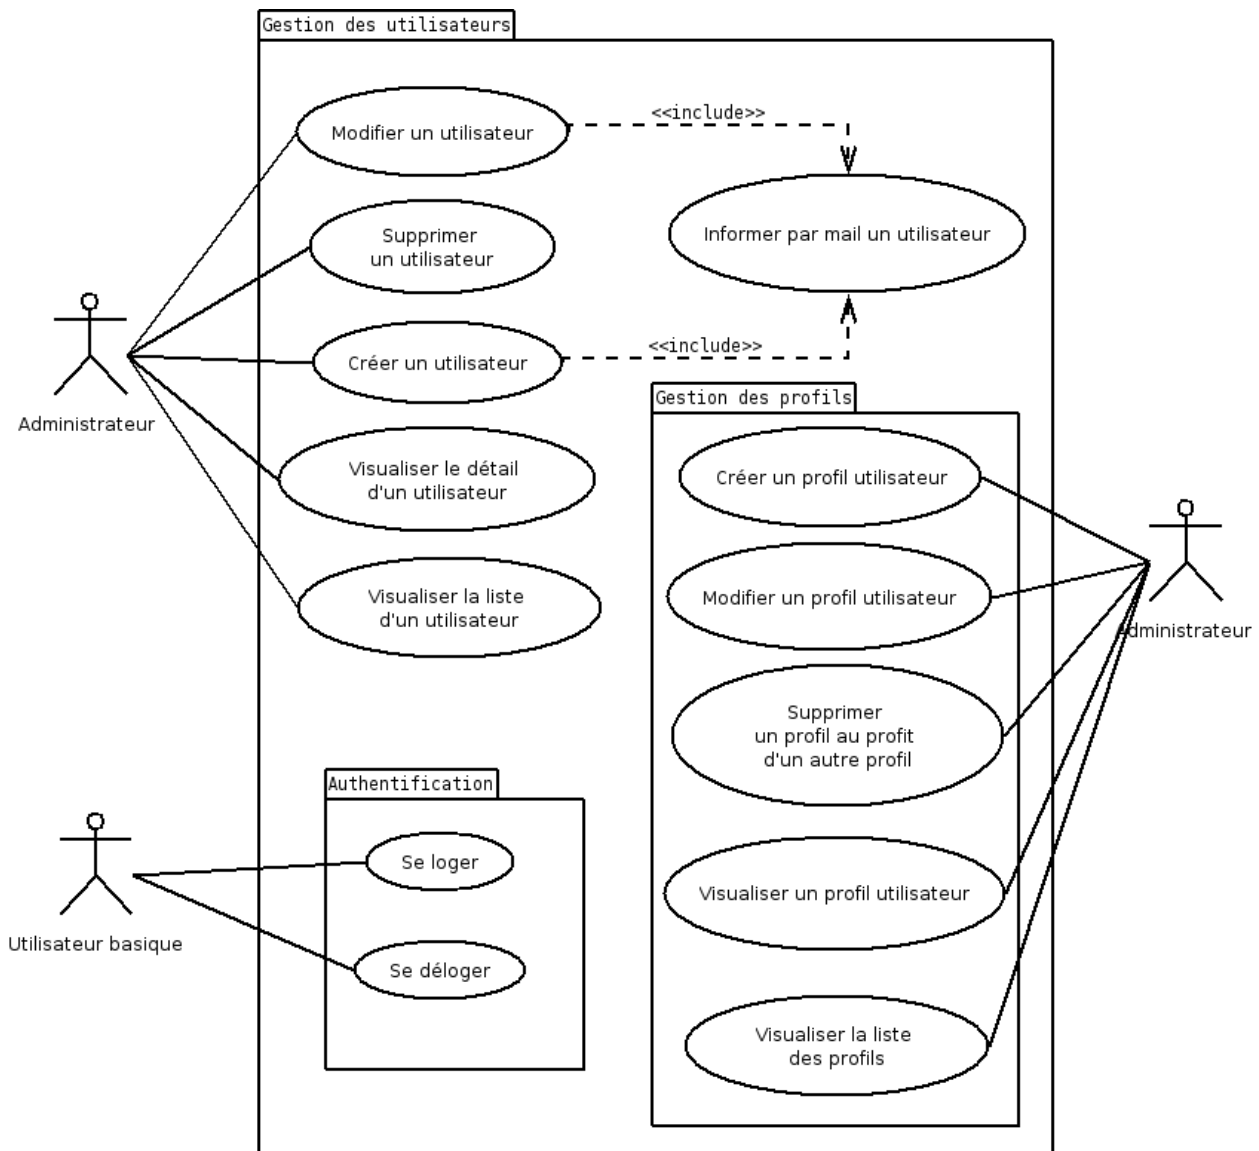 Gestion des utilisateurs
Modifier un utilisateur
<<include>>
Supprimer
un utilisateur
Informer par mail un utilisateur
Créer un utilisateur
<<include>>
Administrateur
Visualiser le détail
d'un utilisateur
Visualiser la liste
d'un utilisateur
Gestion des profils
Créer un profil utilisateur
Modifier un profil utilisateur
Administrateur
Supprimer
un profil au profit
d'un autre profil
Visualiser un profil utilisateur
Visualiser la liste
des profils
Authentification
Se loger
Se déloger
Utilisateur basique